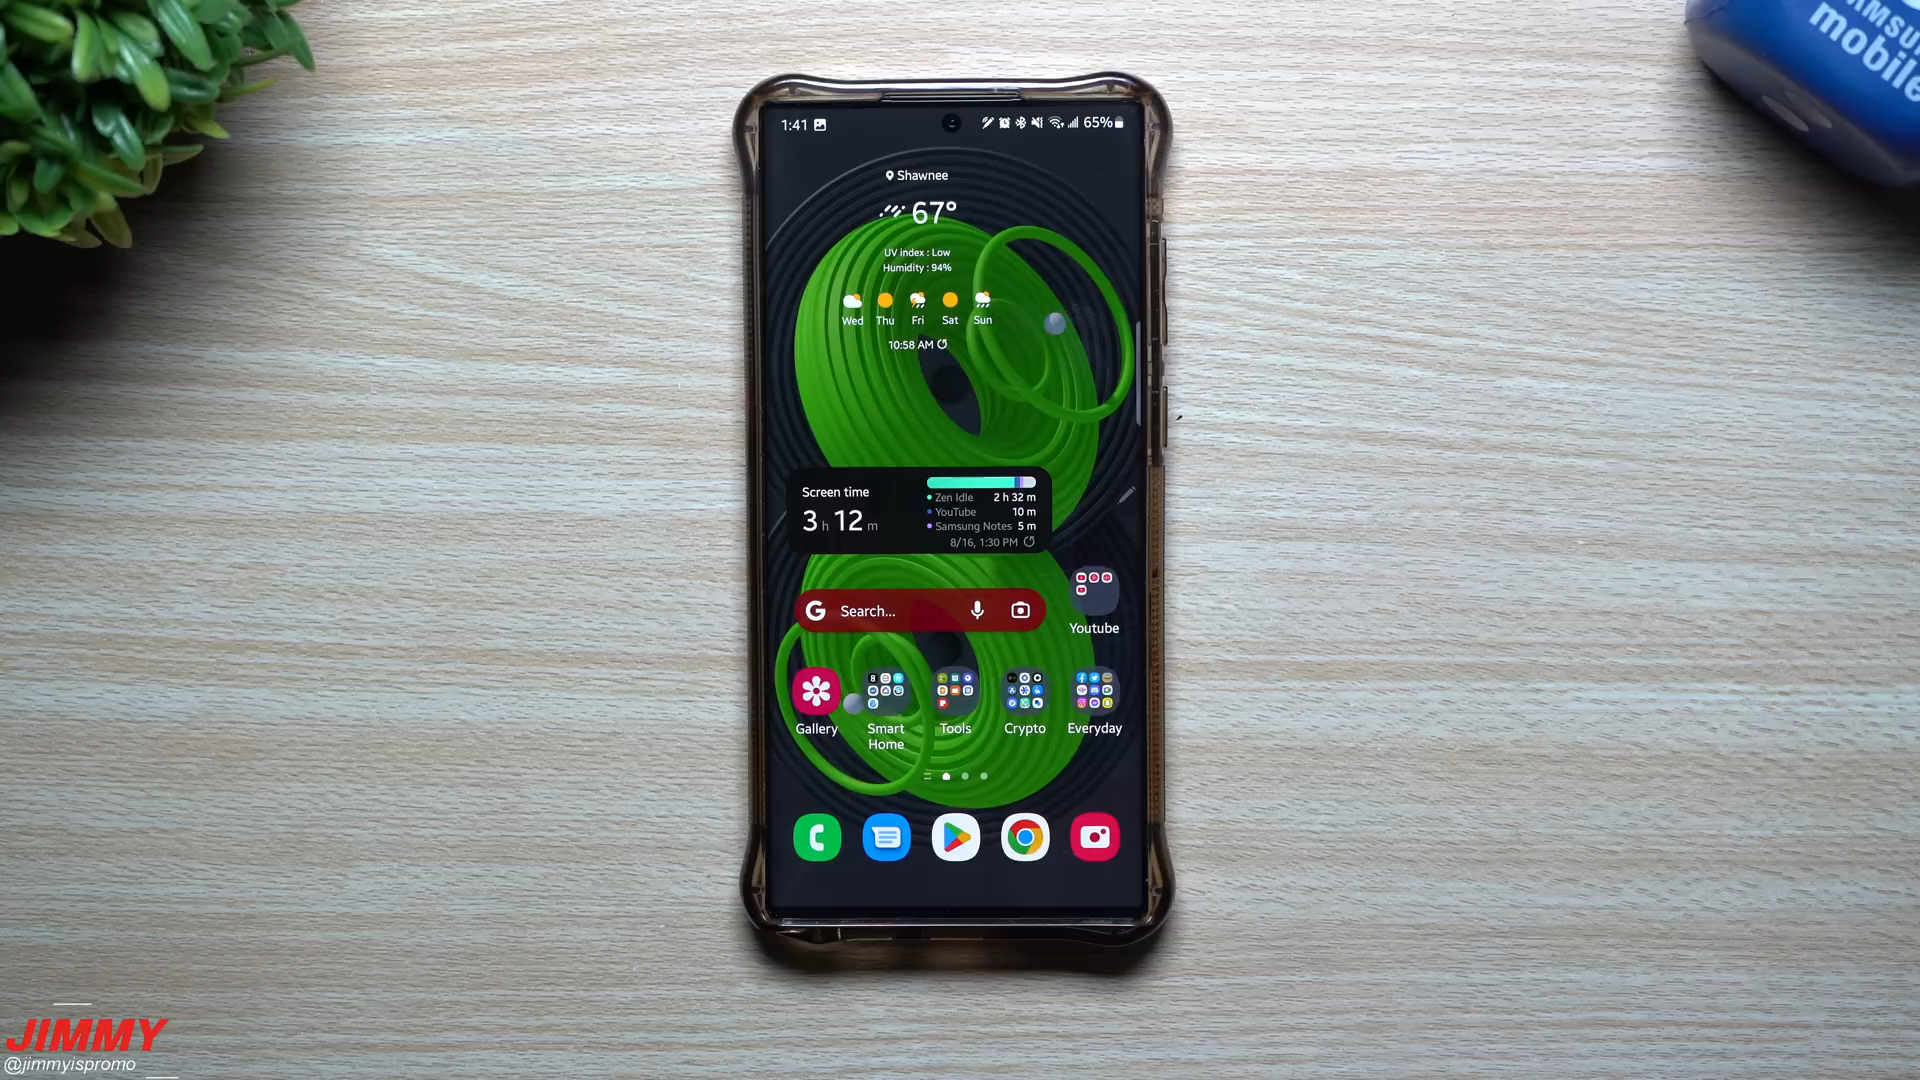 SAMSUNG
mobile
1:41
65%
Shawnee
67°
UV index : Low
Humidity : 94%
Wed Thu Fri Sat Sun
10:58 AM
Screen time
3 h 12 m
Zen Idle 2 h 32 m
YouTube 10 m
Samsung Notes 5 m
8/16, 1:30 PM
G Search...
Youtube
Gallery
Smart
Home
Tools
Crypto
Everyday
JIMMY
@jimmyispromo